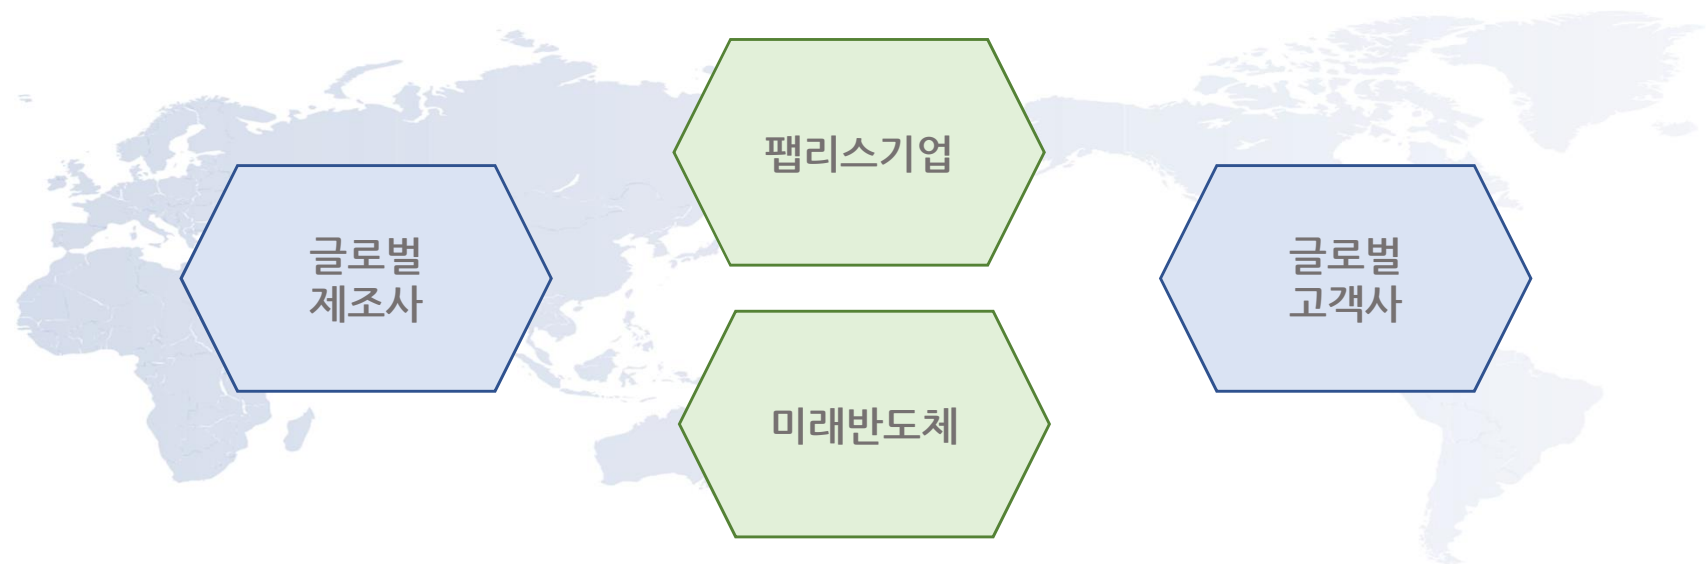 팹리스기업
글로벌
제조사
글로벌
고객사
미래반도체